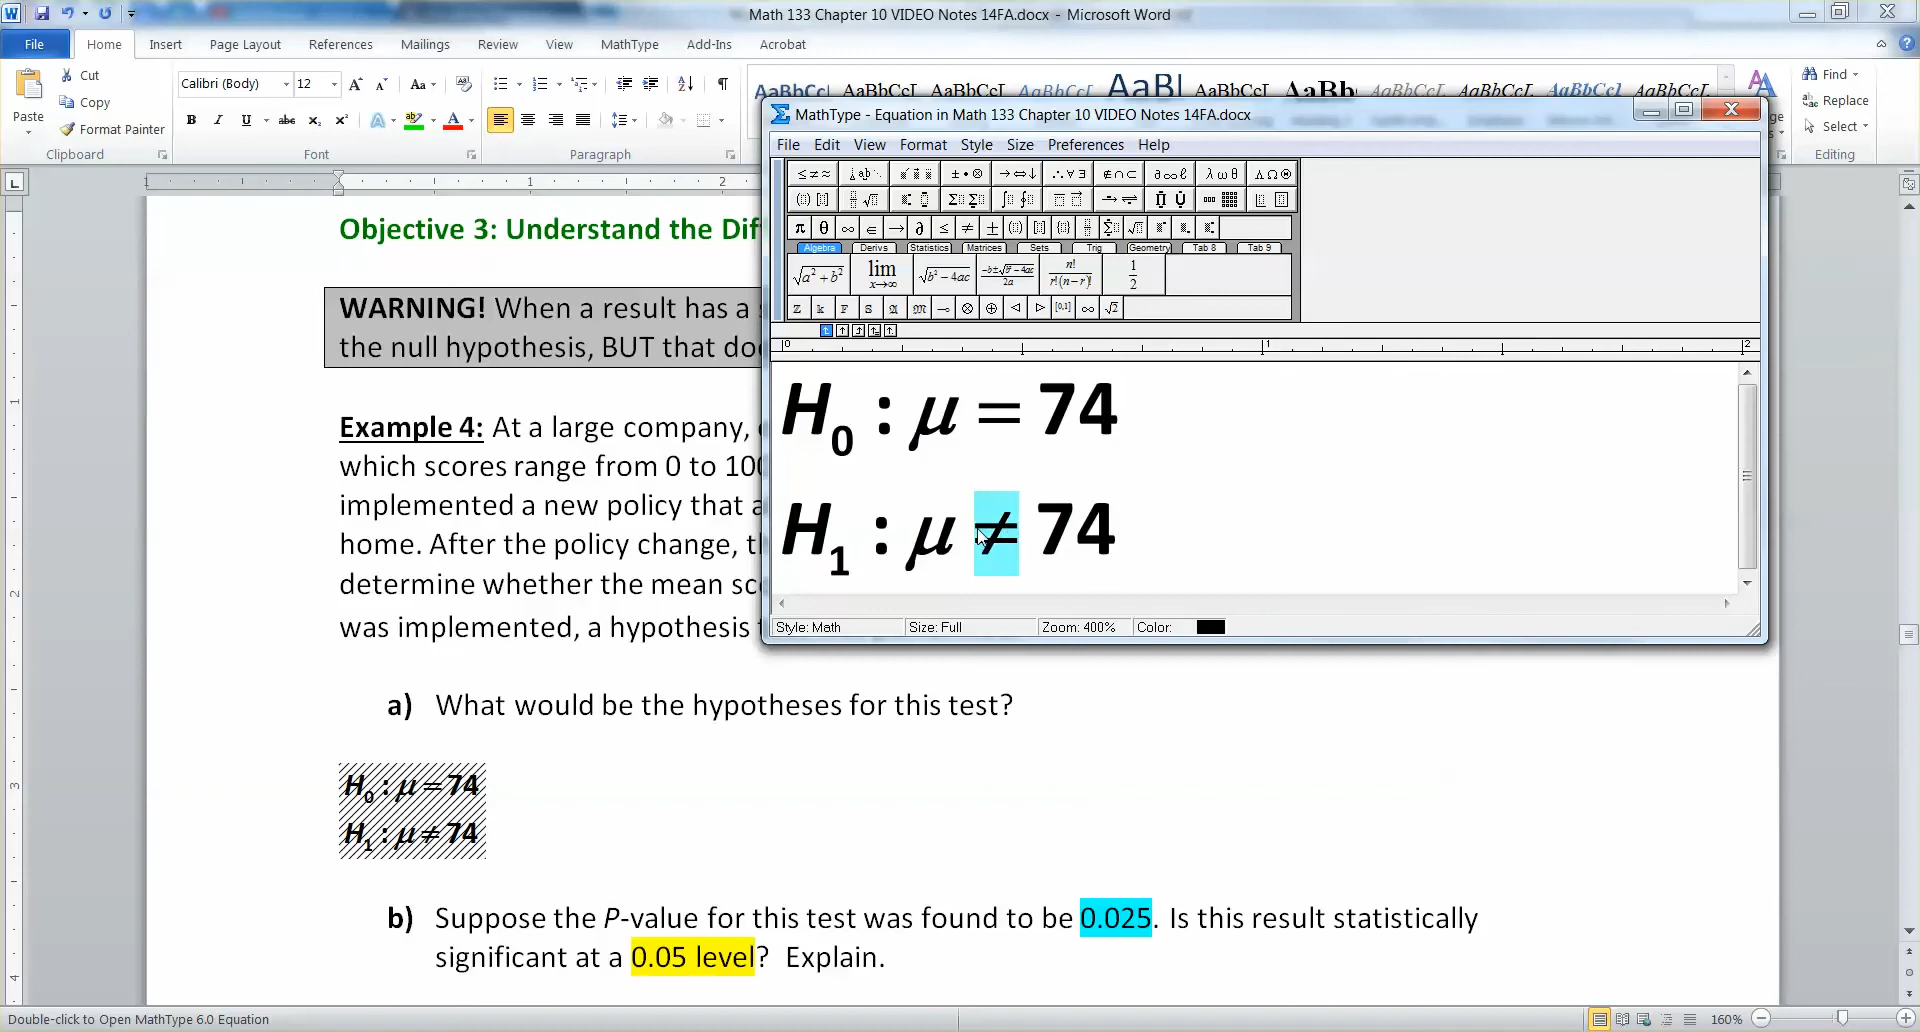 Math 133 Chapter 10 VIDEO Notes 14FA.docx - Microsoft Word
File Home Insert Page Layout References Mailings Review View MathType Add-Ins Acrobat
Paste
Cut
Copy
Format Painter
Clipboard
Calibri (Body) 12
Font
Paragraph
Find
Replace
Select
Editing
MathType - Equation in Math 133 Chapter 10 VIDEO Notes 14FA.docx
File Edit View Format Style Size Preferences Help
Algebra Derivs Statistics Matrices Sets Trig Geometry Tab 8 Tab 9
H₀ : μ = 74
H₁ : μ ≠ 74
Style: Math Size: Full Zoom: 400% Color:
Objective 3: Understand the
WARNING! When a result has a
the null hypothesis, BUT that
Example 4: At a large company,
which scores range from 0 to
implemented a new policy that
home. After the policy change,
determine whether the mean
was implemented, a hypothesis
a) What would be the hypotheses for this test?
H₀ : μ = 74
H₁ : μ ≠ 74
b) Suppose the P-value for this test was found to be 0.025. Is this result statistically
significant at a 0.05 level? Explain.
Double-click to Open MathType 6.0 Equation
160%